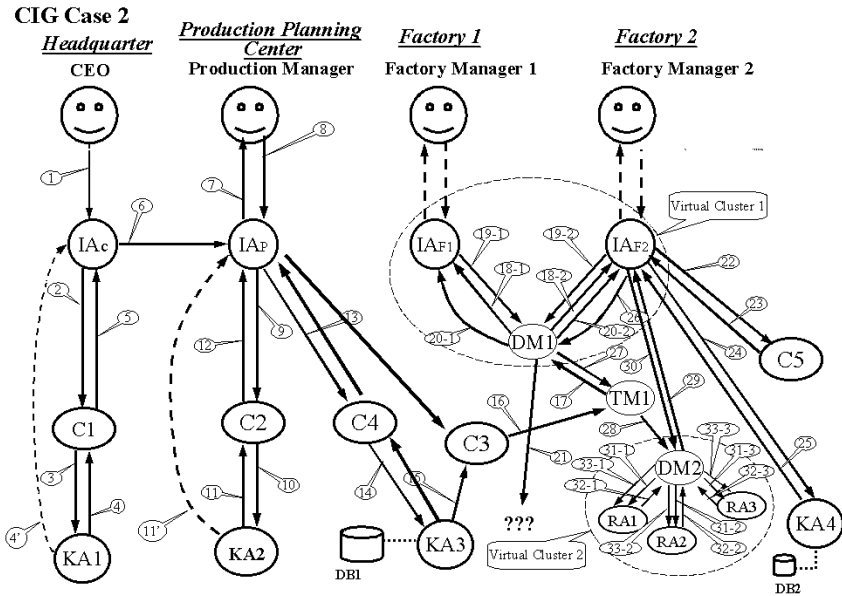 CIG Case 2
Headquarter
Production Planning
Center
Factory 1
Factory 2
CEO
Production Manager
Factory Manager 1
Factory Manager 2
8
1
7
6
Virtual Cluster 1
IAc
IAP
IAF1
IAF2
19-1
19-2
22
2
5
9
13
18-1
18-2
23
26
12
20-1
20-2
DM1
24
27
30
C5
17
TM1
29
16
C1
C2
C4
C3
28
33-3
21
31-1
31-3
3
14
15
33-1
DM2
32-3
25
4
11
10
32-1
RA3
4'
11'
???
RA1
31-2
KA4
KA1
KA2
KA3
RA2
Virtual Cluster 2
33-2
32-2
DB1
DB2